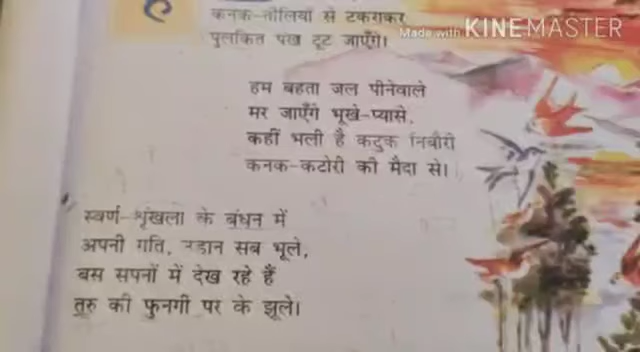 कनक-तीलियों से टकराकर
पुलकित पंख टूट जाएँगे।
Made with KINEMASTER
हम बहता जल पीनेवाले
मर जाएँगे भूखे-प्यासे,
कहीं भली है कटुक निबौरी
कनक-कटोरी की मैदा से।
स्वर्ण-शृंखला के बंधन में
अपनी गति, उड़ान सब भूले,
बस सपनों में देख रहे हैं
तरु की फुनगी पर के झूले।